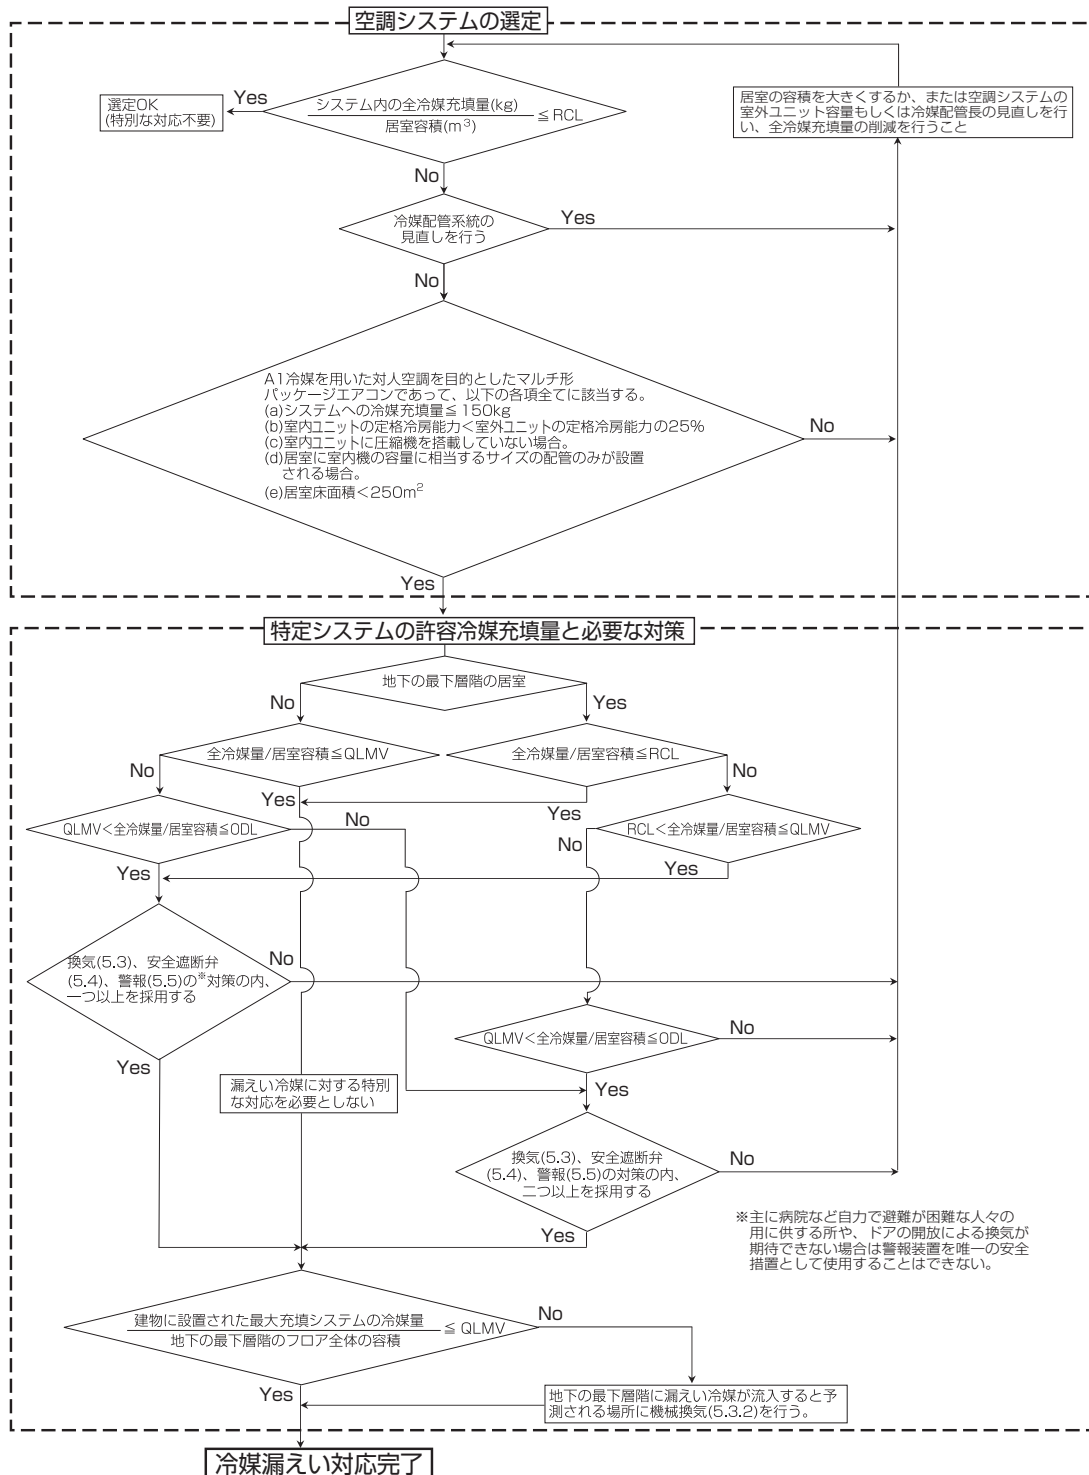 空調システムの選定
システム内の全冷媒充填量(kg)
居室容積(m³)
≦ RCL
Yes
選定OK
(特別な対応不要)
居室の容積を大きくするか、または空調システムの
室外ユニット容量もしくは冷媒配管長の見直しを行
い、全冷媒充填量の削減を行うこと
No
冷媒配管系統の
見直しを行う
Yes
No
A1冷媒を用いた対人空調を目的としたマルチ形
パッケージエアコンであって、以下の各項全てに該当する。
(a)システムへの冷媒充填量≦150kg
(b)室内ユニットの定格冷房能力<室外ユニットの定格冷房能力の25%
(c)室内ユニットに圧縮機を搭載していない場合。
(d)居室に室内機の容量に相当するサイズの配管のみが設置
される場合。
(e)居室床面積<250m²
No
Yes
特定システムの許容冷媒充填量と必要な対策
地下の最下層階の居室
No
Yes
全冷媒量/居室容積≦QLMV
全冷媒量/居室容積≦RCL
No
Yes
Yes
No
QLMV<全冷媒量/居室容積≦ODL
No
RCL<全冷媒量/居室容積≦QLMV
No
Yes
Yes
換気(5.3)、安全遮断弁
(5.4)、警報(5.5)の※対策の内、
一つ以上を採用する
No
QLMV<全冷媒量/居室容積≦ODL
No
Yes
Yes
漏えい冷媒に対する特別
な対応を必要としない
換気(5.3)、安全遮断弁
(5.4)、警報(5.5)の対策の内、
二つ以上を採用する
No
Yes
※主に病院など自力で避難が困難な人々の
用に供する所や、ドアの開放による換気が
期待できない場合は警報装置を唯一の安全
措置として使用することはできない。
建物に設置された最大充填システムの冷媒量
地下の最下層階のフロア全体の容積
≦ QLMV
No
Yes
地下の最下層階に漏えい冷媒が流入すると予
測される場所に機械換気(5.3.2)を行う。
冷媒漏えい対応完了